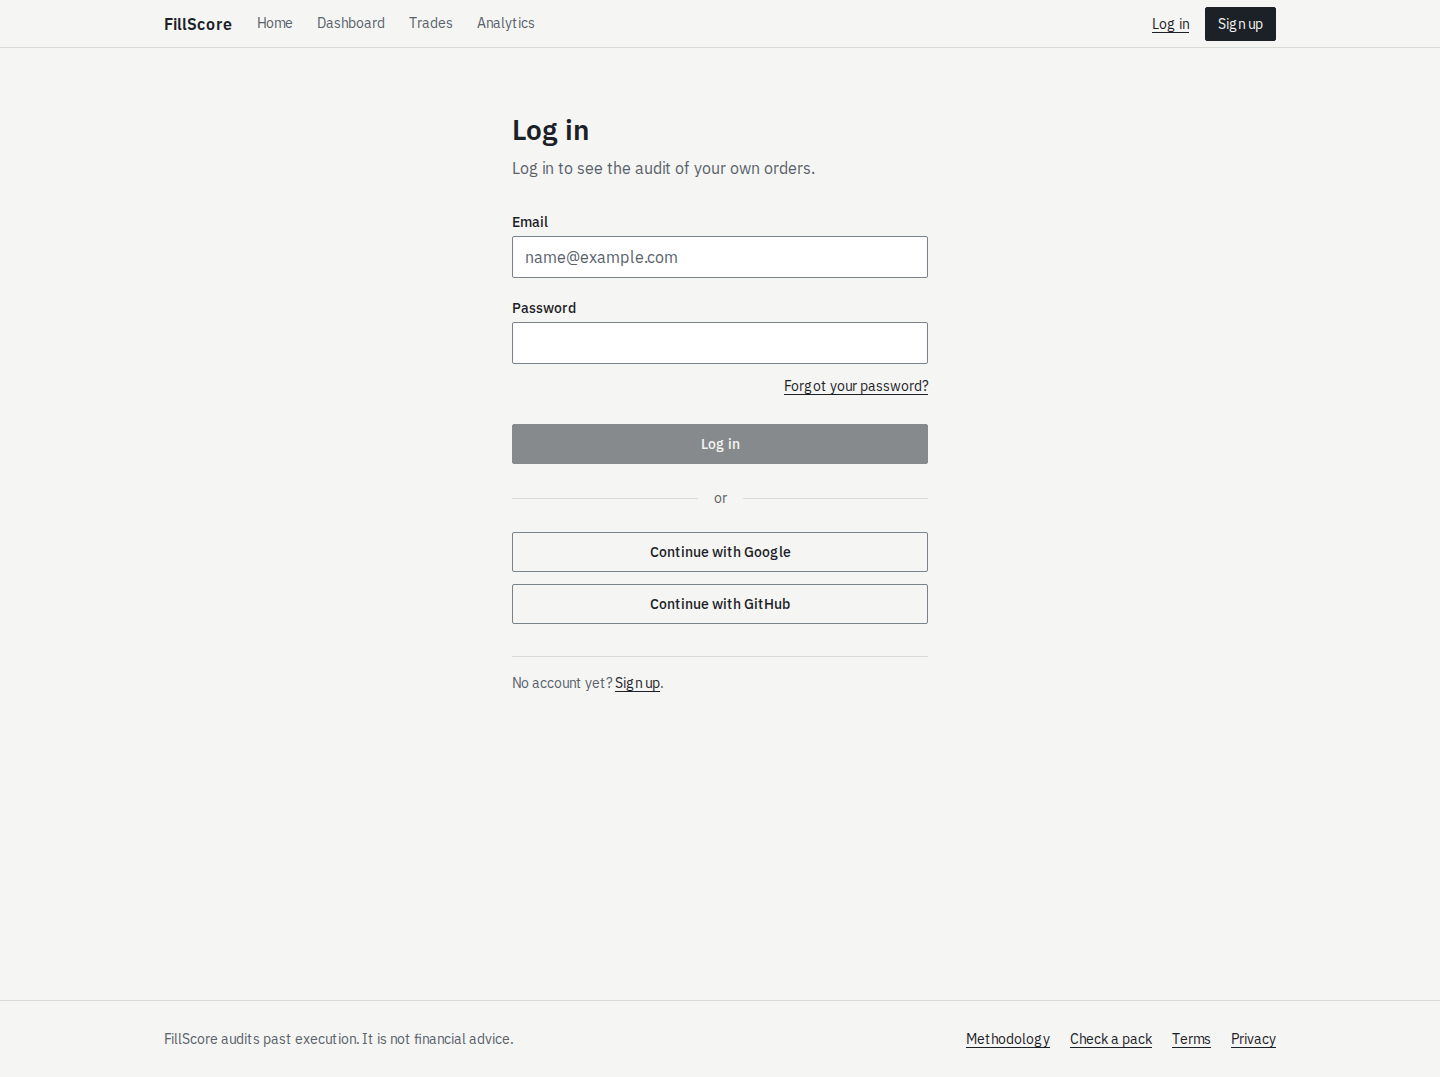 FillScore Home Dashboard Trades Analytics Log in Sign up
Log in
Log in to see the audit of your own orders.
Email
name@example.com
Password
Forgot your password?
Log in
or
Continue with Google
Continue with GitHub
No account yet? Sign up.
FillScore audits past execution. It is not financial advice. Methodology Check a pack Terms Privacy